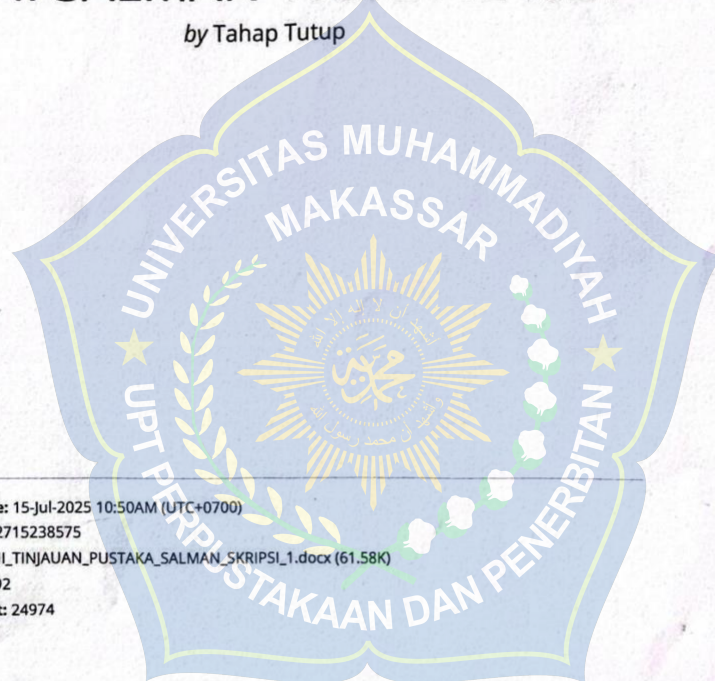 by Tahap Tutup
UNIVERSITAS MUHAMMADIYAH
MAKASSAR
محمد
UPT PERPUSTAKAAN DAN PENERBITAN
e: 15-Jul-2025 10:50AM (UTC+0700)
2715238575
I_TINJAUAN_PUSTAKA_SALMAN_SKRIPSI_1.docx (61.58K)
t: 24974